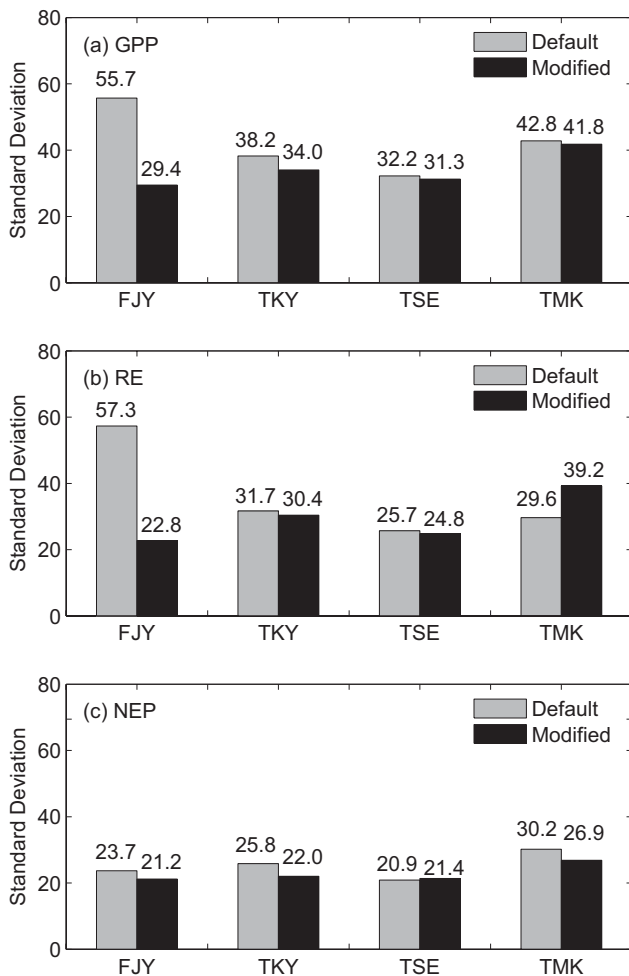 80
(a) GPP
Default
Modified
60
55.7
29.4
38.2
34.0
32.2
31.3
42.8
41.8
40
20
0
Standard Deviation
FJY
TKY
TSE
TMK
80
(b) RE
Default
Modified
60
57.3
22.8
31.7
30.4
25.7
24.8
29.6
39.2
40
20
0
Standard Deviation
FJY
TKY
TSE
TMK
80
(c) NEP
Default
Modified
60
23.7
21.2
25.8
22.0
20.9
21.4
30.2
26.9
40
20
0
Standard Deviation
FJY
TKY
TSE
TMK